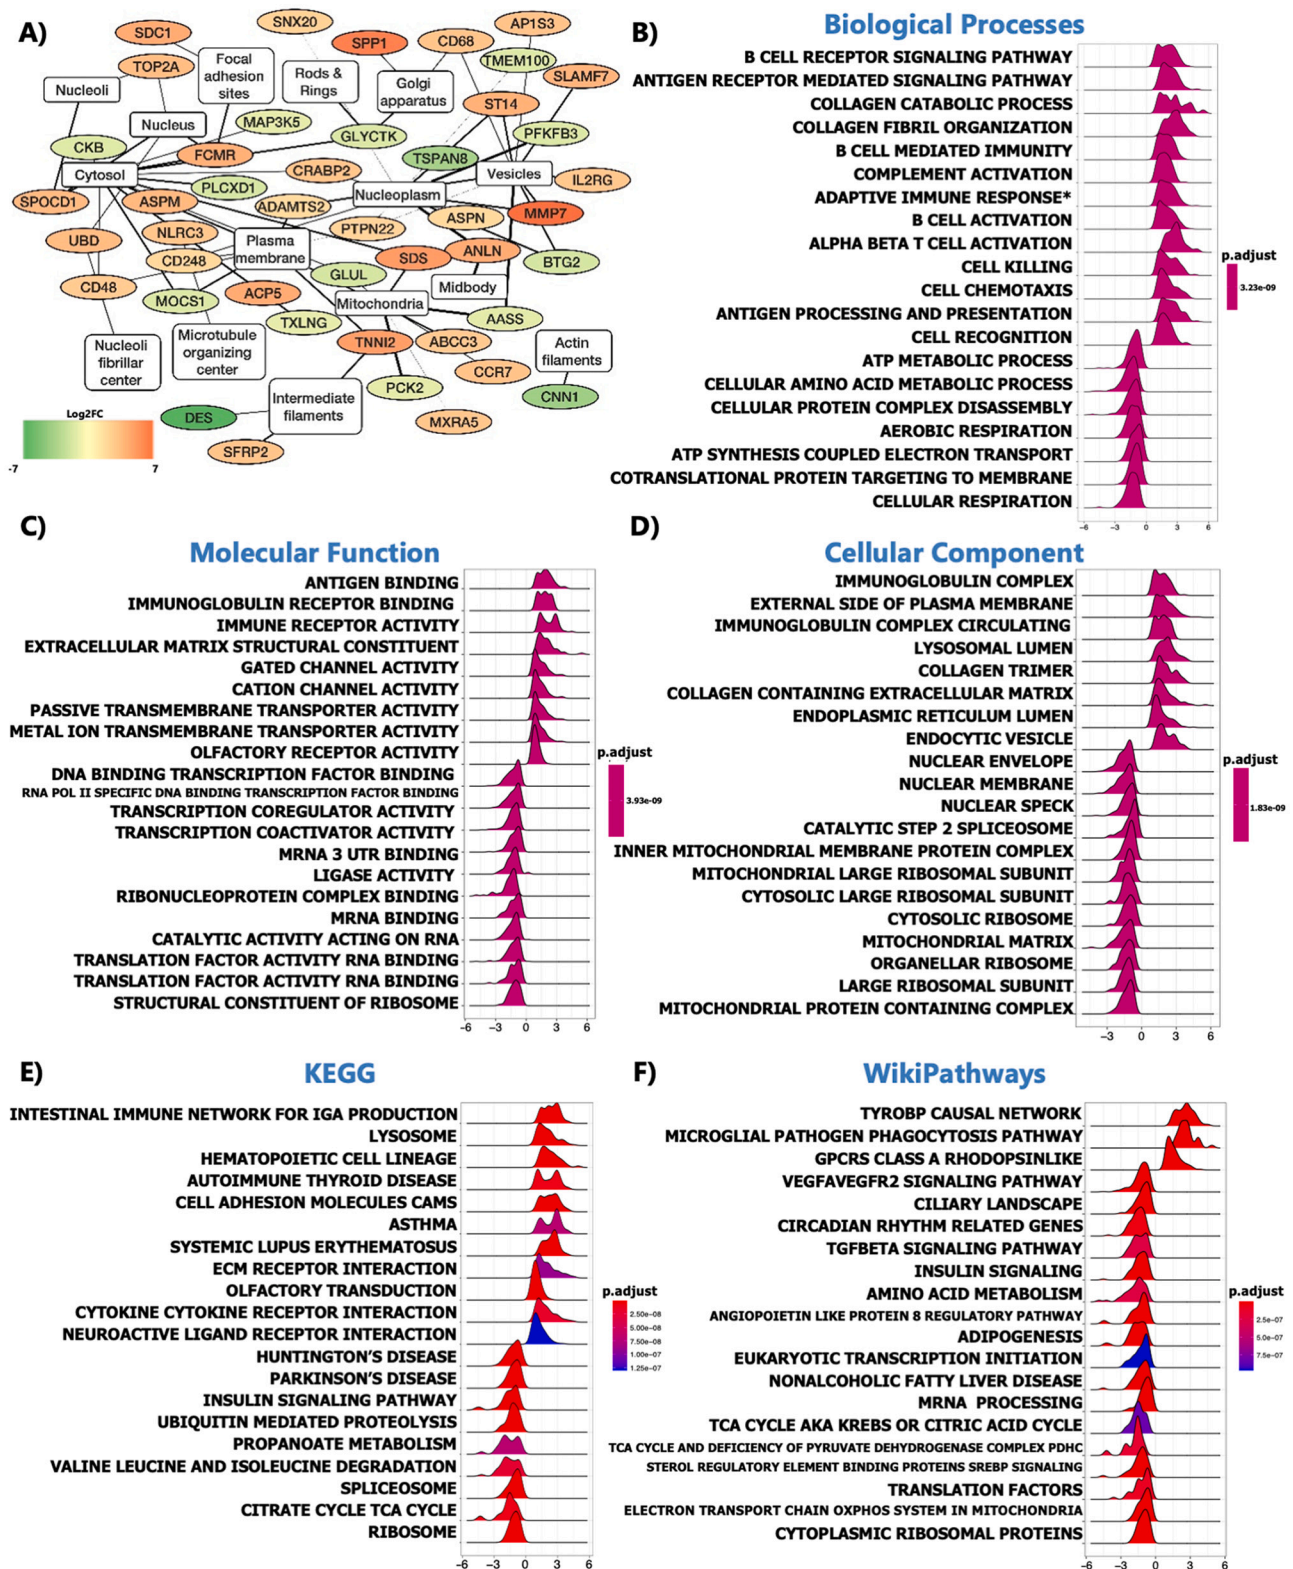 A)
SDC1
SNX20
SPP1
CD68
AP1S3
TOP2A
Focal
adhesion
sites
Rods &
Rings
Golgi
apparatus
TMEM100
SLAMF7
Nucleoli
ST14
Nucleus
MAP3K5
GLYCTK
PFKFB3
CKB
FCMR
TSPAN8
Cytosol
CRABP2
Vesicles
IL2RG
PLCXD1
Nucleoplasm
SPOCD1
ASPM
ADAMTS2
ASPN
MMP7
UBD
NLRC3
PTPN22
Plasma
membrane
CD248
SDS
ANLN
BTG2
GLUL
CD48
MOCS1
ACP5
Midbody
Mitochondria
TXLNG
AASS
Nucleoli
fibrillar
center
Microtubule
organizing
center
TNNI2
ABCC3
Actin
filaments
CCR7
PCK2
CNN1
Intermediate
filaments
DES
MXRA5
SFRP2
Log2FC
-7 7
B)
Biological Processes
B CELL RECEPTOR SIGNALING PATHWAY
ANTIGEN RECEPTOR MEDIATED SIGNALING PATHWAY
COLLAGEN CATABOLIC PROCESS
COLLAGEN FIBRIL ORGANIZATION
B CELL MEDIATED IMMUNITY
COMPLEMENT ACTIVATION
ADAPTIVE IMMUNE RESPONSE*
B CELL ACTIVATION
ALPHA BETA T CELL ACTIVATION
CELL KILLING
CELL CHEMOTAXIS
ANTIGEN PROCESSING AND PRESENTATION
CELL RECOGNITION
ATP METABOLIC PROCESS
CELLULAR AMINO ACID METABOLIC PROCESS
CELLULAR PROTEIN COMPLEX DISASSEMBLY
AEROBIC RESPIRATION
ATP SYNTHESIS COUPLED ELECTRON TRANSPORT
COTRANSLATIONAL PROTEIN TARGETING TO MEMBRANE
CELLULAR RESPIRATION
-6 -3 0 3 6
p.adjust
3.23e-09
C)
Molecular Function
ANTIGEN BINDING
IMMUNOGLOBULIN RECEPTOR BINDING
IMMUNE RECEPTOR ACTIVITY
EXTRACELLULAR MATRIX STRUCTURAL CONSTITUENT
GATED CHANNEL ACTIVITY
CATION CHANNEL ACTIVITY
PASSIVE TRANSMEMBRANE TRANSPORTER ACTIVITY
METAL ION TRANSMEMBRANE TRANSPORTER ACTIVITY
OLFACTORY RECEPTOR ACTIVITY
DNA BINDING TRANSCRIPTION FACTOR BINDING
RNA POL II SPECIFIC DNA BINDING TRANSCRIPTION FACTOR BINDING
TRANSCRIPTION COREGULATOR ACTIVITY
TRANSCRIPTION COACTIVATOR ACTIVITY
MRNA 3 UTR BINDING
LIGASE ACTIVITY
RIBONUCLEOPROTEIN COMPLEX BINDING
MRNA BINDING
CATALYTIC ACTIVITY ACTING ON RNA
TRANSLATION FACTOR ACTIVITY RNA BINDING
TRANSLATION FACTOR ACTIVITY RNA BINDING
STRUCTURAL CONSTITUENT OF RIBOSOME
-6 -3 0 3 6
p.adjust
3.93e-09
D)
Cellular Component
IMMUNOGLOBULIN COMPLEX
EXTERNAL SIDE OF PLASMA MEMBRANE
IMMUNOGLOBULIN COMPLEX CIRCULATING
LYSOSOMAL LUMEN
COLLAGEN TRIMER
COLLAGEN CONTAINING EXTRACELLULAR MATRIX
ENDOPLASMIC RETICULUM LUMEN
ENDOCYTIC VESICLE
NUCLEAR ENVELOPE
NUCLEAR MEMBRANE
NUCLEAR SPECK
CATALYTIC STEP 2 SPLICEOSOME
INNER MITOCHONDRIAL MEMBRANE PROTEIN COMPLEX
MITOCHONDRIAL LARGE RIBOSOMAL SUBUNIT
CYTOSOLIC LARGE RIBOSOMAL SUBUNIT
CYTOSOLIC RIBOSOME
MITOCHONDRIAL MATRIX
ORGANELLAR RIBOSOME
LARGE RIBOSOMAL SUBUNIT
MITOCHONDRIAL PROTEIN CONTAINING COMPLEX
-3 0 3 6
p.adjust
1.83e-09
E)
KEGG
INTESTINAL IMMUNE NETWORK FOR IGA PRODUCTION
LYSOSOME
HEMATOPOIETIC CELL LINEAGE
AUTOIMMUNE THYROID DISEASE
CELL ADHESION MOLECULES CAMS
ASTHMA
SYSTEMIC LUPUS ERYTHEMATOSUS
ECM RECEPTOR INTERACTION
OLFACTORY TRANSDUCTION
CYTOKINE CYTOKINE RECEPTOR INTERACTION
NEUROACTIVE LIGAND RECEPTOR INTERACTION
HUNTINGTON'S DISEASE
PARKINSON'S DISEASE
INSULIN SIGNALING PATHWAY
UBIQUITIN MEDIATED PROTEOLYSIS
PROPANOATE METABOLISM
VALINE LEUCINE AND ISOLEUCINE DEGRADATION
SPLICEOSOME
CITRATE CYCLE TCA CYCLE
RIBOSOME
-6 -3 0 3 6
p.adjust
2.50e-08
5.00e-08
7.50e-08
1.00e-07
1.25e-07
F)
WikiPathways
TYROBP CAUSAL NETWORK
MICROGLIAL PATHOGEN PHAGOCYTOSIS PATHWAY
GPCRS CLASS A RHODOPSINLIKE
VEGFAVEGFR2 SIGNALING PATHWAY
CILIARY LANDSCAPE
CIRCADIAN RHYTHM RELATED GENES
TGFBETA SIGNALING PATHWAY
INSULIN SIGNALING
AMINO ACID METABOLISM
ANGIOPOIETIN LIKE PROTEIN 8 REGULATORY PATHWAY
ADIPOGENESIS
EUKARYOTIC TRANSCRIPTION INITIATION
NONALCOHOLIC FATTY LIVER DISEASE
MRNA PROCESSING
TCA CYCLE AKA KREBS OR CITRIC ACID CYCLE
TCA CYCLE AND DEFICIENCY OF PYRUVATE DEHYDROGENASE COMPLEX PDHC
STEROL REGULATORY ELEMENT BINDING PROTEINS SREBP SIGNALING
TRANSLATION FACTORS
ELECTRON TRANSPORT CHAIN OXPHOS SYSTEM IN MITOCHONDRIA
CYTOPLASMIC RIBOSOMAL PROTEINS
-6 -3 0 3 6
p.adjust
2.5e-07
5.0e-07
7.5e-07